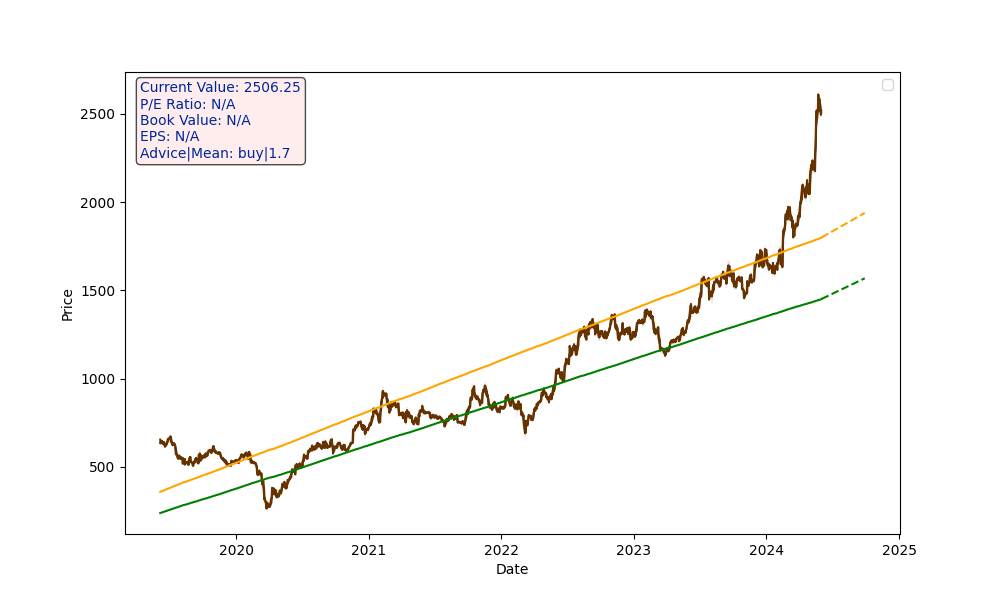 Current Value: 2506.25
P/E Ratio: N/A
Book Value: N/A
EPS: N/A
Advice|Mean: buy|1.7
2500
2000
1500
1000
500
Price
2020 2021 2022 2023 2024 2025
Date